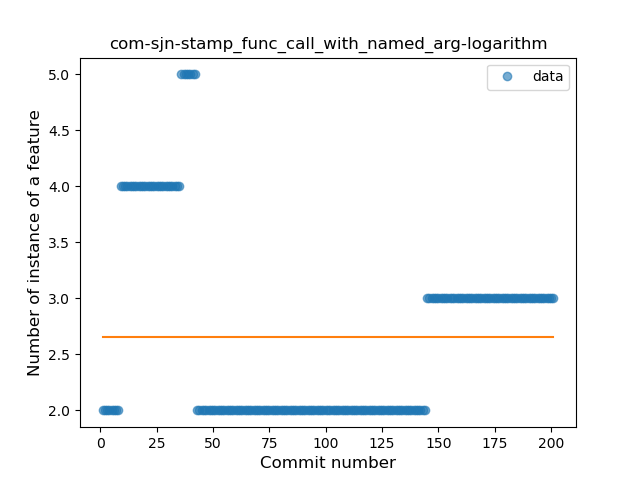 com-sjn-stamp_func_call_with_named_arg-logarithm
data
Number of instance of a feature
5.0
4.5
4.0
3.5
3.0
2.5
2.0
0 25 50 75 100 125 150 175 200
Commit number